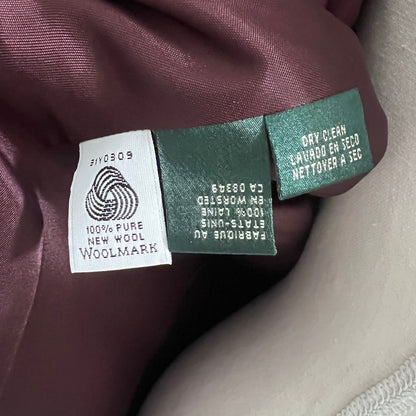 100% PURE
NEW WOOL
WOOLMARK
FABRIQUE AU
ETATS-UNIS
100% LAINE
EN WORSTED
CA 08349
DRY CLEAN
LAVADO EN SECO
NETTOYER A SEC